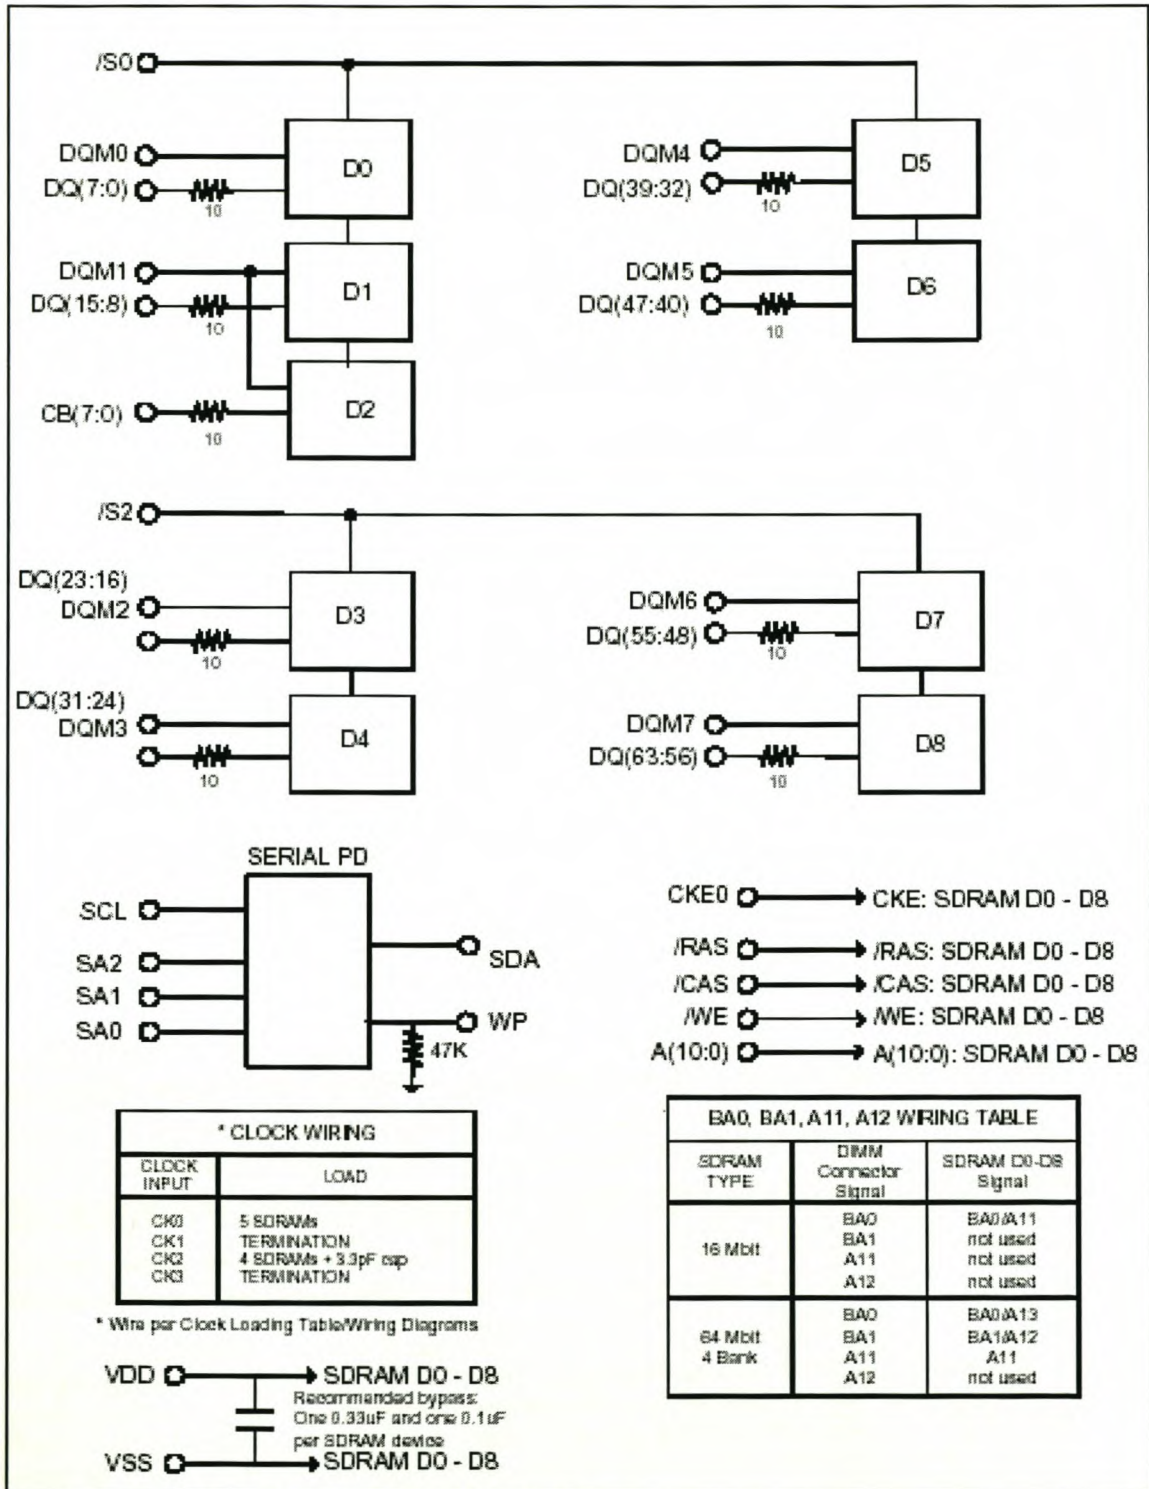 /S0
DQM0
DQ(7:0)
10
D0
DQM4
DQ(39:32)
10
D5
DQM1
DQ(15:8)
10
D1
DQM5
DQ(47:40)
10
D6
CB(7:0)
10
D2
/S2
DQ(23:16)
DQM2
10
D3
DQM6
DQ(55:48)
10
D7
DQ(31:24)
DQM3
10
D4
DQM7
DQ(63:56)
10
D8
SERIAL PD
SCL
SA2
SA1
SA0
SDA
WP
47K
CKE0 CKE: SDRAM D0 - D8
/RAS /RAS: SDRAM D0 - D8
/CAS /CAS: SDRAM D0 - D8
/WE /WE: SDRAM D0 - D8
A(10:0) A(10:0): SDRAM D0 - D8
* CLOCK WIRING
CLOCK INPUT LOAD
CK0 5 SDRAMs
CK1 TERMINATION
CK2 4 SDRAMs + 3.3pF cap
CK3 TERMINATION
* Wire per Clock Loading Table/Wiring Diagrams
BA0, BA1, A11, A12 WIRING TABLE
SDRAM TYPE DIMM Connector Signal SDRAM D0-D8 Signal
16 Mbit
BA0 BA0/A11
BA1 not used
A11 not used
A12 not used
64 Mbit
4 Bank
BA0 BA0/A13
BA1 BA1/A12
A11 A11
A12 not used
VDD SDRAM D0 - D8
Recommended bypass:
One 0.33uF and one 0.1uF
per SDRAM device
VSS SDRAM D0 - D8